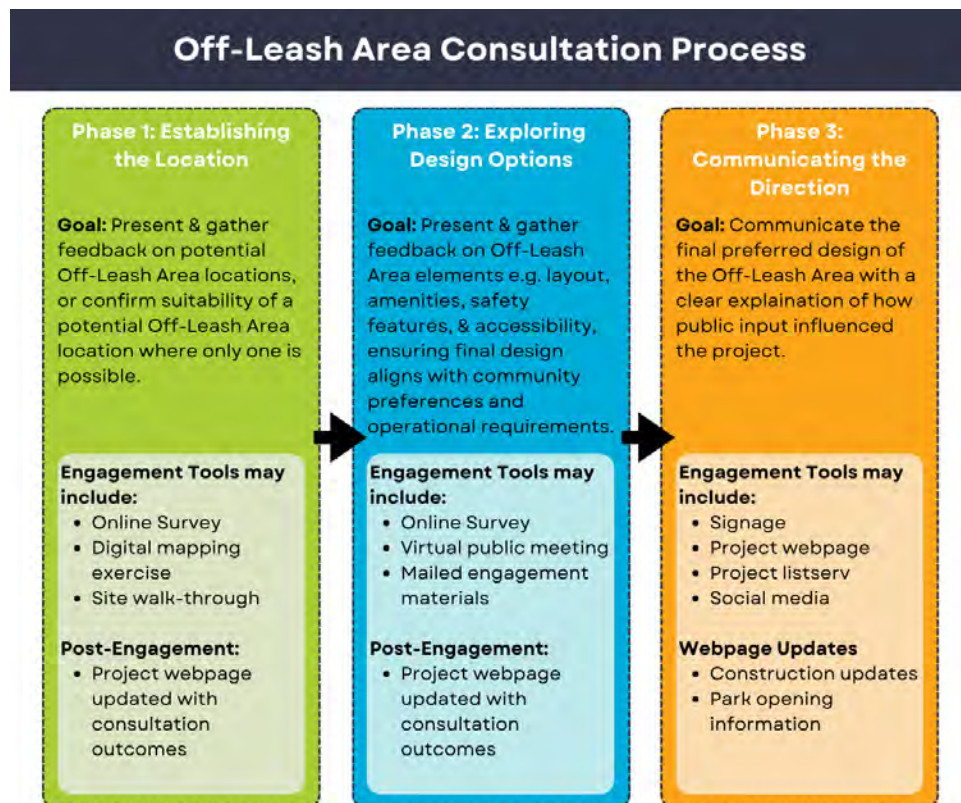 Off-Leash Area Consultation Process
Phase 1: Establishing
the Location
Goal: Present & gather
feedback on potential
Off-Leash Area locations,
or confirm suitability of a
potential Off-Leash Area
location where only one is
possible.
Engagement Tools may
include:
• Online Survey
• Digital mapping
exercise
• Site walk-through
Post-Engagement:
• Project webpage
updated with
consultation
outcomes
Phase 2: Exploring
Design Options
Goal: Present & gather
feedback on Off-Leash
Area elements e.g. layout,
amenities, safety
features, & accessibility,
ensuring final design
aligns with community
preferences and
operational requirements.
Engagement Tools may
include:
• Online Survey
• Virtual public meeting
• Mailed engagement
materials
Post-Engagement:
• Project webpage
updated with
consultation
outcomes
Phase 3:
Communicating the
Direction
Goal: Communicate the
final preferred design of
the Off-Leash Area with a
clear explaination of how
public input influenced
the project.
Engagement Tools may
include:
• Signage
• Project webpage
• Project listserv
• Social media
Webpage Updates
• Construction updates
• Park opening
information